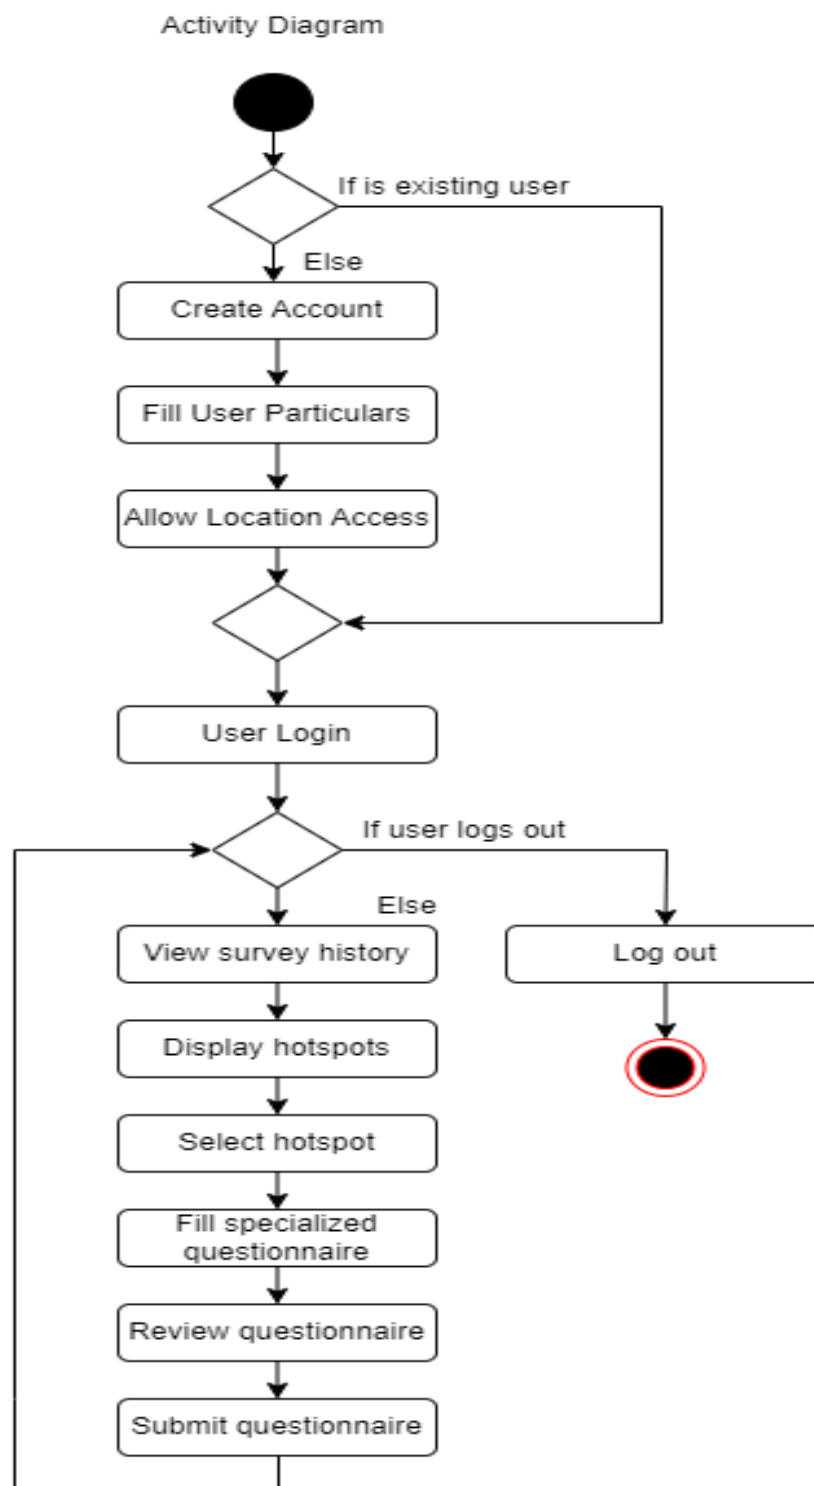 Activity Diagram
If is existing user
Else
Create Account
Fill User Particulars
Allow Location Access
User Login
If user logs out
Else
View survey history
Log out
Display hotspots
Select hotspot
Fill specialized
questionnaire
Review questionnaire
Submit questionnaire